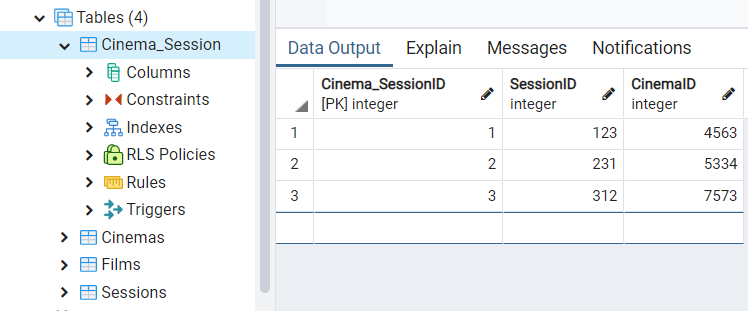 Tables (4)
Cinema_Session
Columns
Constraints
Indexes
RLS Policies
Rules
Triggers
Cinemas
Films
Sessions
Data Output Explain Messages Notifications
Cinema_SessionID SessionID CinemaID
[PK] integer integer integer
1 1 123 4563
2 2 231 5334
3 3 312 7573